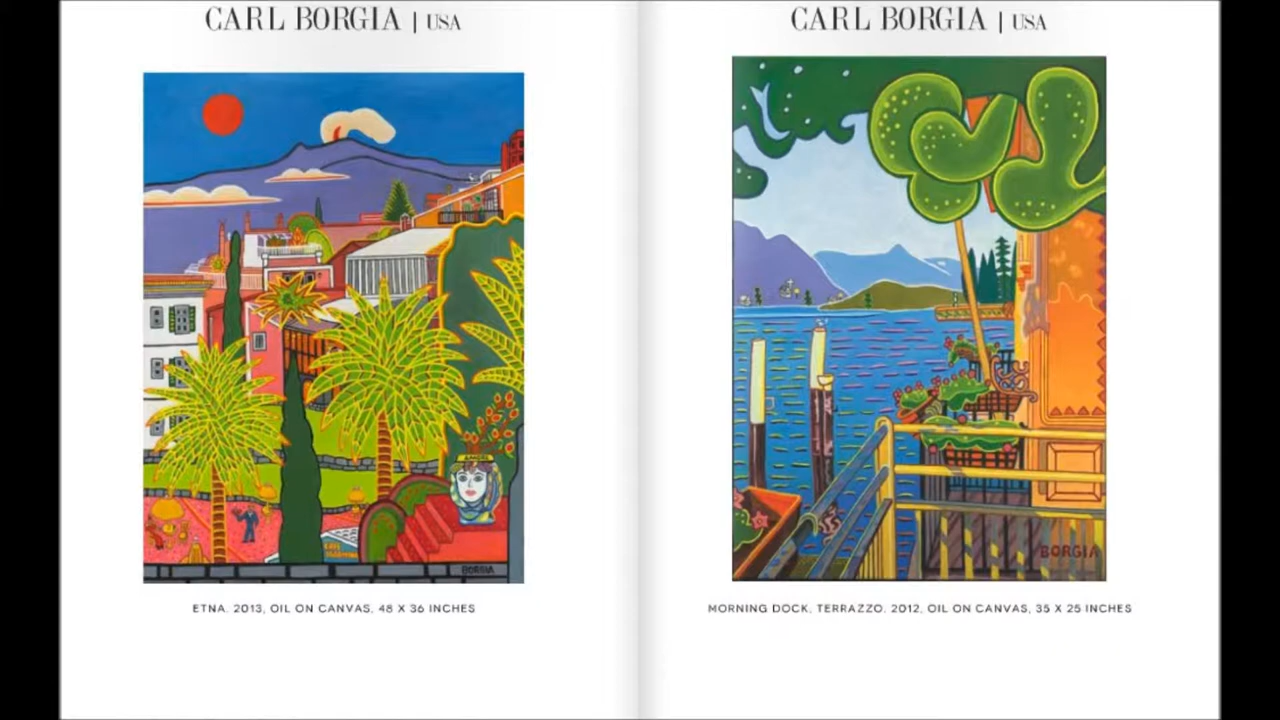 CARL BORGIA | USA
BORGIA
ETNA. 2013, OIL ON CANVAS, 48 X 36 INCHES
CARL BORGIA | USA
BORGIA
MORNING DOCK, TERRAZZO. 2012, OIL ON CANVAS, 35 X 25 INCHES